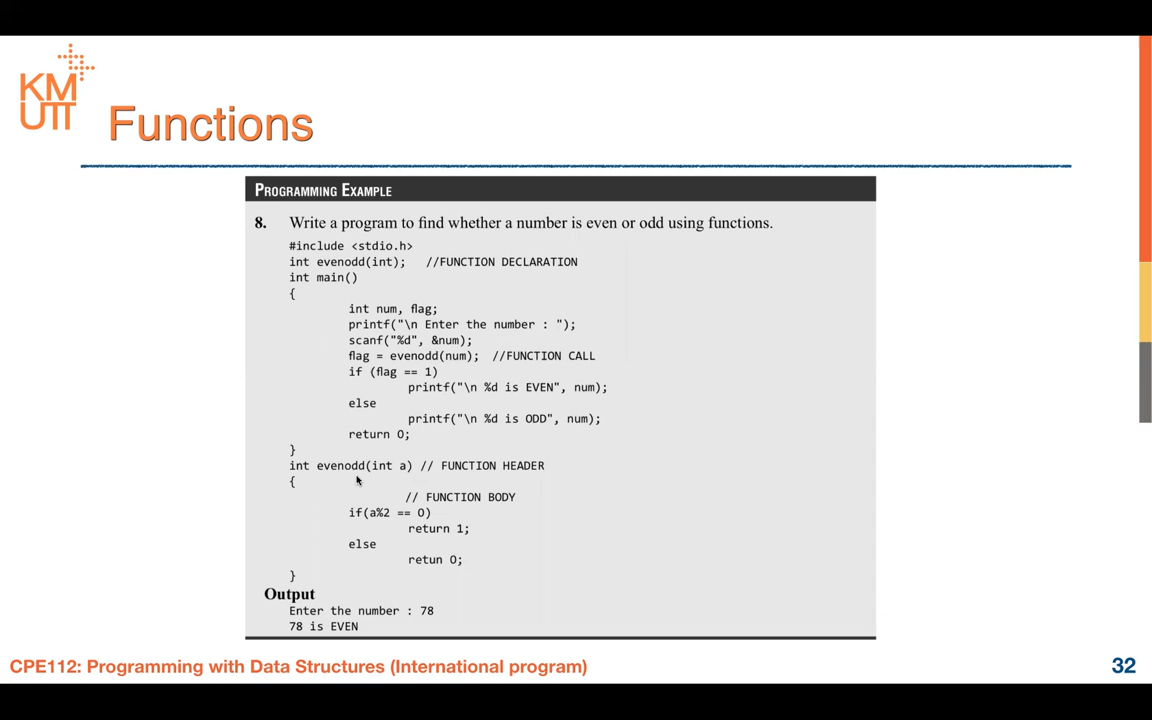 KM
UTT
Functions
PROGRAMMING EXAMPLE
8. Write a program to find whether a number is even or odd using functions.
#include <stdio.h>
int evenodd(int); //FUNCTION DECLARATION
int main()
{
int num, flag;
printf("\n Enter the number : ");
scanf("%d", &num);
flag = evenodd(num); //FUNCTION CALL
if (flag == 1)
printf("\n %d is EVEN", num);
else
printf("\n %d is ODD", num);
return 0;
}
int evenodd(int a) // FUNCTION HEADER
{
// FUNCTION BODY
if(a%2 == 0)
return 1;
else
retun 0;
}
Output
Enter the number : 78
78 is EVEN
CPE112: Programming with Data Structures (International program)
32